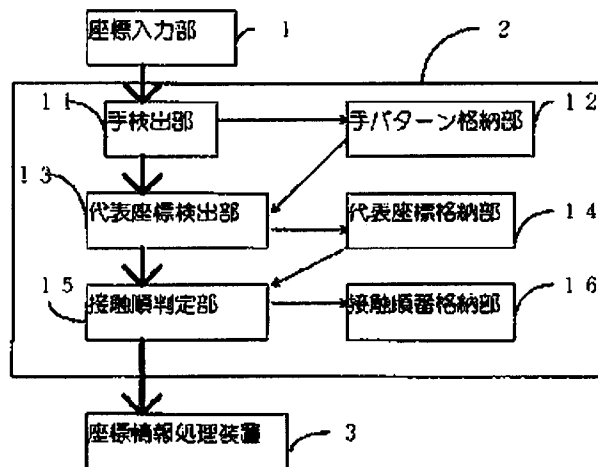 座標入力部 1
2
11 手検出部
手パターン格納部 12
13 代表座標検出部
代表座標格納部 14
15 接触順判定部
接触順番格納部 16
座標情報処理装置 3